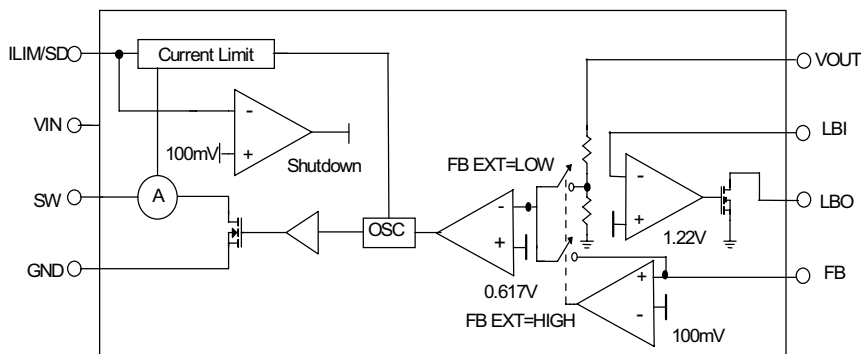 ILIM/SD
Current Limit
VOUT
VIN
-
+
100mV
Shutdown
LBI
FB EXT=LOW
-
+
1.22V
SW
A
LBO
OSC
-
+
0.617V
GND
FB
+
-
FB EXT=HIGH
100mV